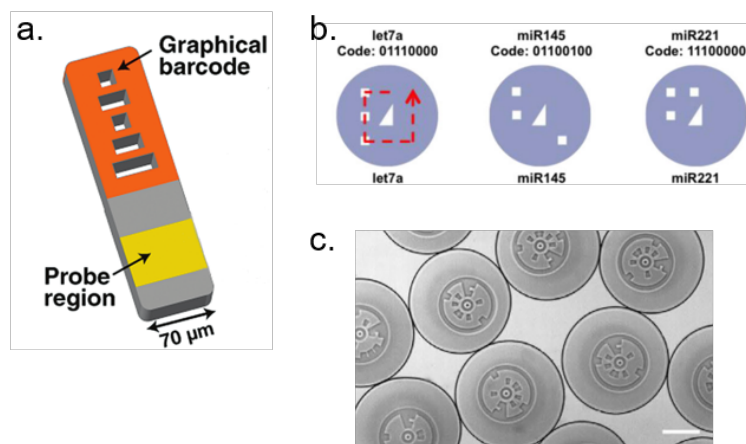 a.
Graphical
barcode
Probe
region
70 µm
b.
let7a
Code: 01110000
let7a
miR145
Code: 01100100
miR145
miR221
Code: 11100000
miR221
c.